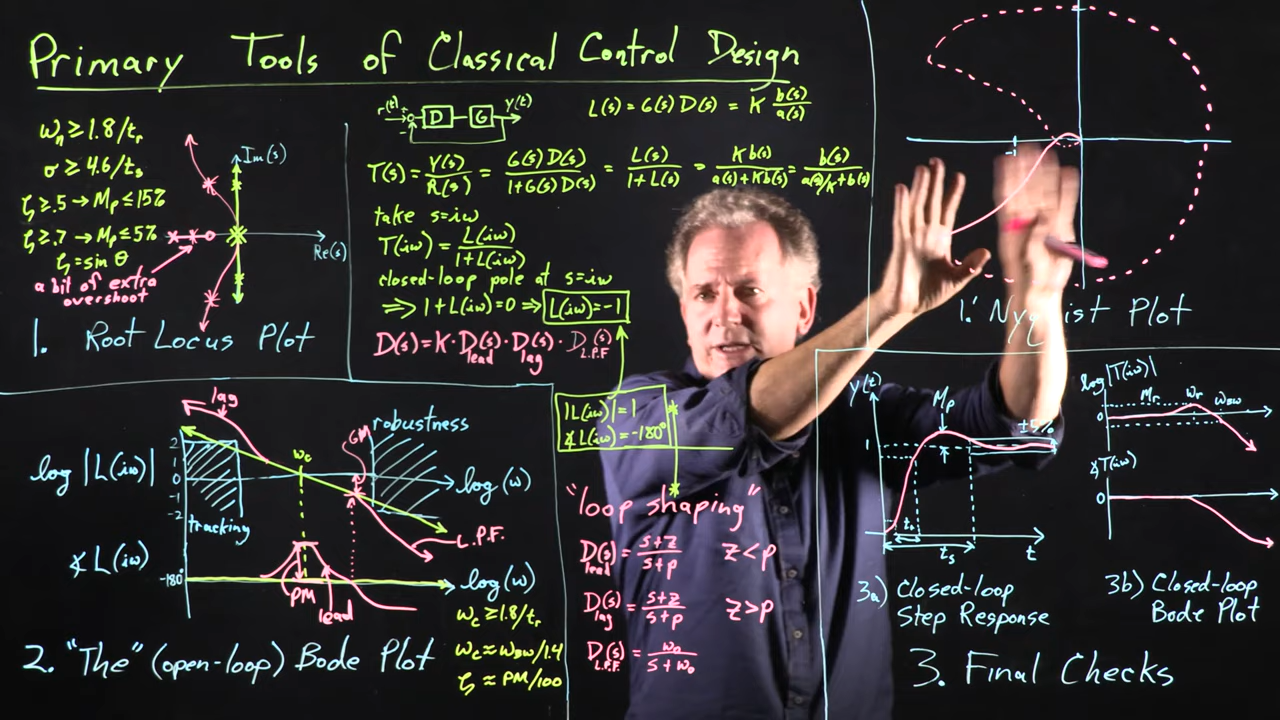 Primary Tools of Classical Control Design
ωn ≥ 1.8/tr
σ ≥ 4.6/ts
ζ ≥ .5 → Mp ≤ 15%
ζ ≥ .7 → Mp ≤ 5%
ζ = sin θ
a bit of extra
overshoot
Im(s)
Re(s)
1. Root Locus Plot
r(t)
+
-
D
G
y(t)
L(s) = G(s) D(s) = K b(s)/a(s)
T(s) = Y(s)/R(s) = G(s) D(s)/1+G(s) D(s) = L(s)/1+L(s) = Kb(s)/a(s)+Kb(s) = b(s)/a(s)/K+b(s)
take s=iω
T(iω) = L(iω)/1+L(iω)
closed-loop pole at s=iω
⟹ 1+L(iω)=0 ⟹ L(iω)=-1
D(s)=K·D(s)lead·D(s)lag·D(s)L.P.F
-1
1.' Nyquist Plot
lag
log |L(iω)|
2
1
0
-1
-2
tracking
ωc
GM
robustness
log(ω)
L.P.F.
∡ L(iω)
-180°
PM
lead
log(ω)
2. "The" (open-loop) Bode Plot
ωc ≥ 1.8/tr
ωc ≈ ωBW/1.4
ζ ≈ PM/100
|L(iω)|=1
∡L(iω)=-180°
"loop shaping"
D(s)lead = s+z/s+p z<p
D(s)lag = s+z/s+p z>p
D(s)L.P.F. = ω0/s+ω0
y(t)
Mp
±5%
1
tr
ts
t
3a) Closed-loop
Step Response
log|T(iω)|
Mr
ωr
ωBW
0
∡T(iω)
0
3b) Closed-loop
Bode Plot
3. Final Checks